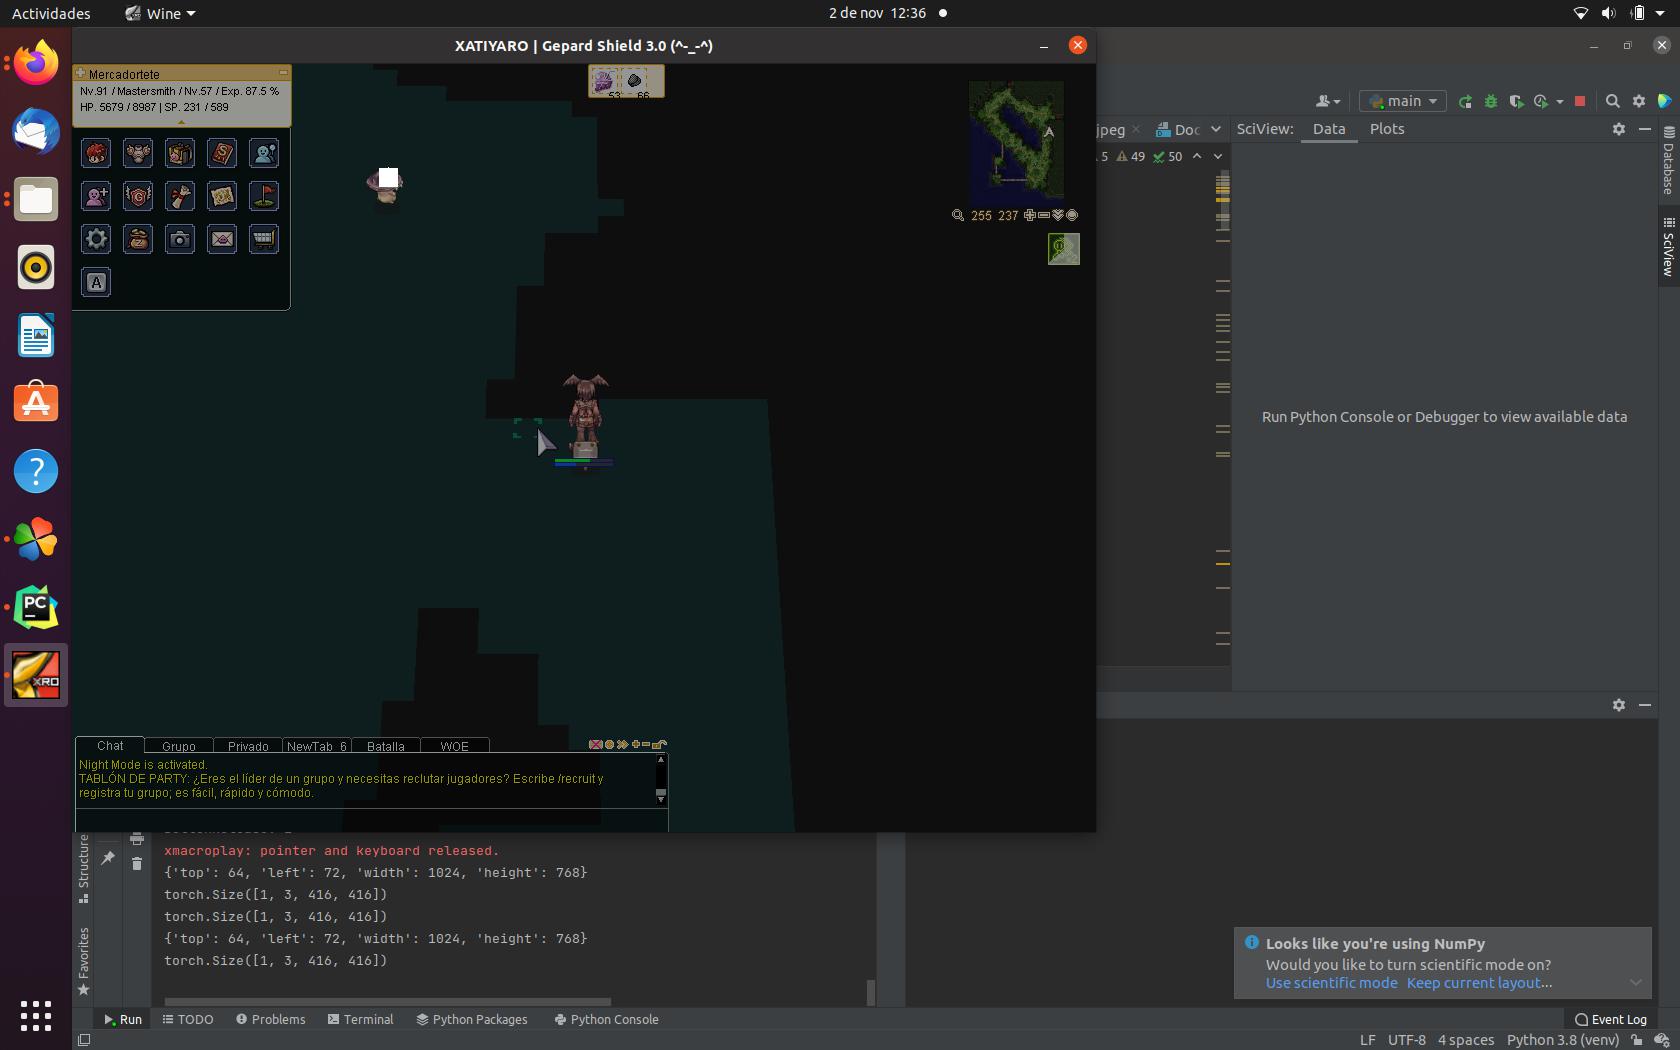 Actividades
Wine
2 de nov 12:36
XATIYARO | Gepard Shield 3.0 (^-_-^)
Mercadortete
Nv.91 / Mastersmith / Nv.57 / Exp. 87.5 %
HP. 5679 / 8987 | SP. 231 / 589
53
66
255 237
A
main
jpeg
Doc
SciView:
Data
Plots
5
49
50
Database
SciView
Run Python Console or Debugger to view available data
PC
XRO
Chat
Grupo
Privado
NewTab_6
Batalla
WOE
Night Mode is activated.
TABLÓN DE PARTY: ¿Eres el líder de un grupo y necesitas reclutar jugadores? Escribe /recruit y
registra tu grupo; es fácil, rápido y cómodo.
xmacroplay: pointer and keyboard released.
{'top': 64, 'left': 72, 'width': 1024, 'height': 768}
torch.Size([1, 3, 416, 416])
torch.Size([1, 3, 416, 416])
{'top': 64, 'left': 72, 'width': 1024, 'height': 768}
torch.Size([1, 3, 416, 416])
Structure
Favorites
Looks like you're using NumPy
Would you like to turn scientific mode on?
Use scientific mode Keep current layout...
Run
TODO
Problems
Terminal
Python Packages
Python Console
Event Log
LF UTF-8 4 spaces Python 3.8 (venv)